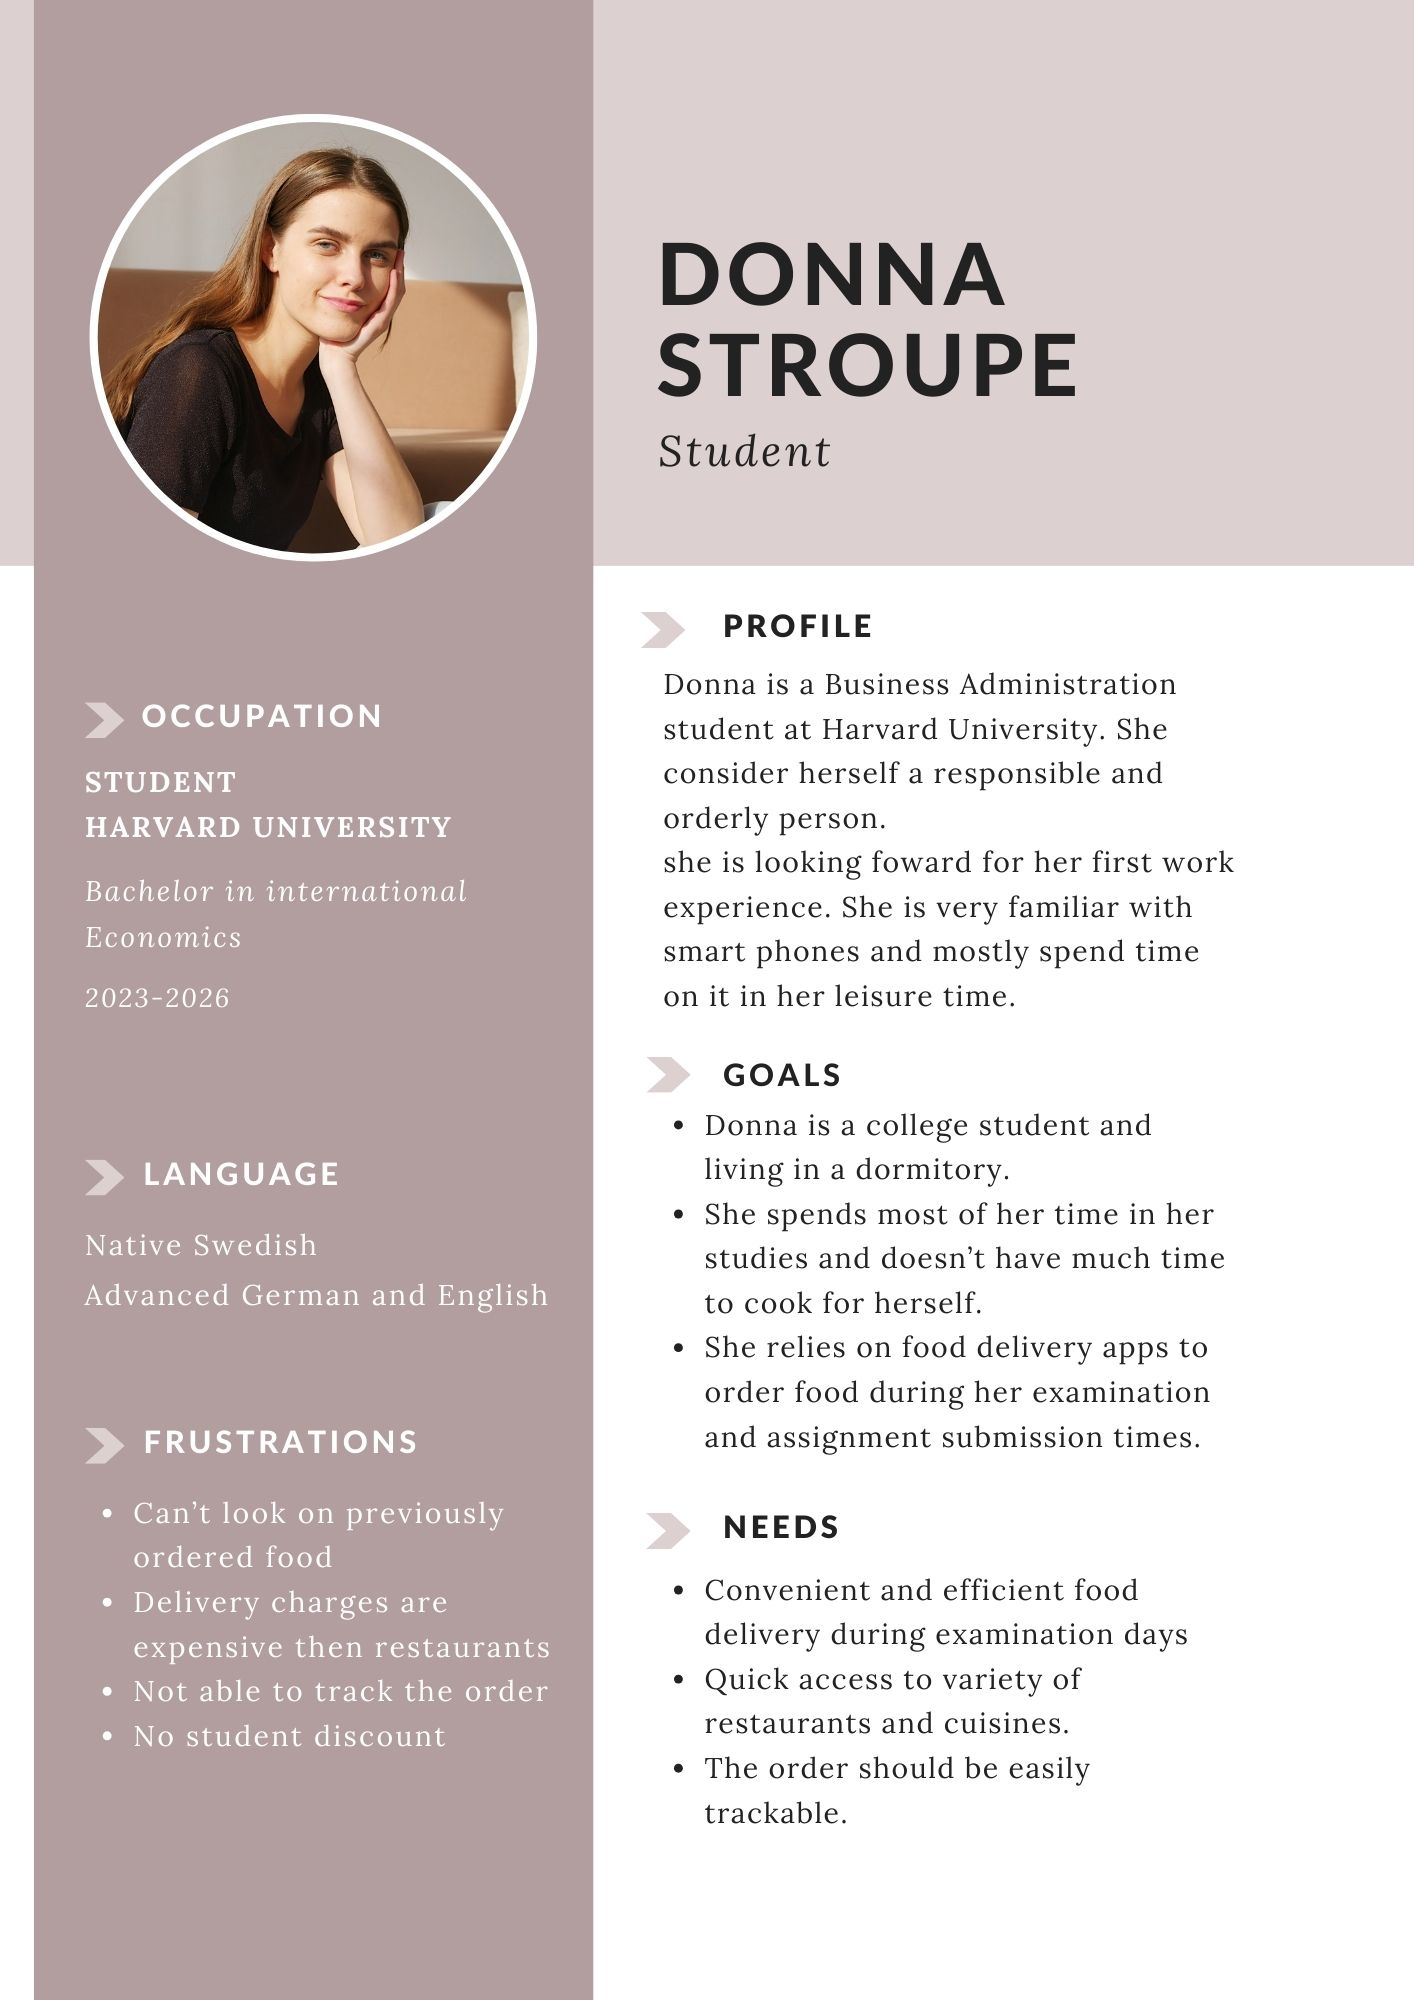 DONNA
STROUPE
Student
OCCUPATION
STUDENT
HARVARD UNIVERSITY
Bachelor in international
Economics
2023-2026
LANGUAGE
Native Swedish
Advanced German and English
FRUSTRATIONS
• Can’t look on previously
ordered food
• Delivery charges are
expensive then restaurants
• Not able to track the order
• No student discount
PROFILE
Donna is a Business Administration
student at Harvard University. She
consider herself a responsible and
orderly person.
she is looking foward for her first work
experience. She is very familiar with
smart phones and mostly spend time
on it in her leisure time.
GOALS
• Donna is a college student and
living in a dormitory.
• She spends most of her time in her
studies and doesn’t have much time
to cook for herself.
• She relies on food delivery apps to
order food during her examination
and assignment submission times.
NEEDS
• Convenient and efficient food
delivery during examination days
• Quick access to variety of
restaurants and cuisines.
• The order should be easily
trackable.